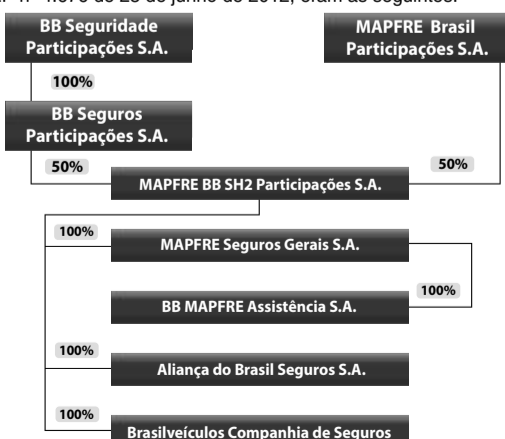 BB Seguridade
Participações S.A.
MAPFRE Brasil
Participações S.A.
100%
BB Seguros
Participações S.A.
50%
50%
MAPFRE BB SH2 Participações S.A.
100%
MAPFRE Seguros Gerais S.A.
100%
BB MAPFRE Assistência S.A.
100%
Aliança do Brasil Seguros S.A.
100%
Brasilveículos Companhia de Seguros